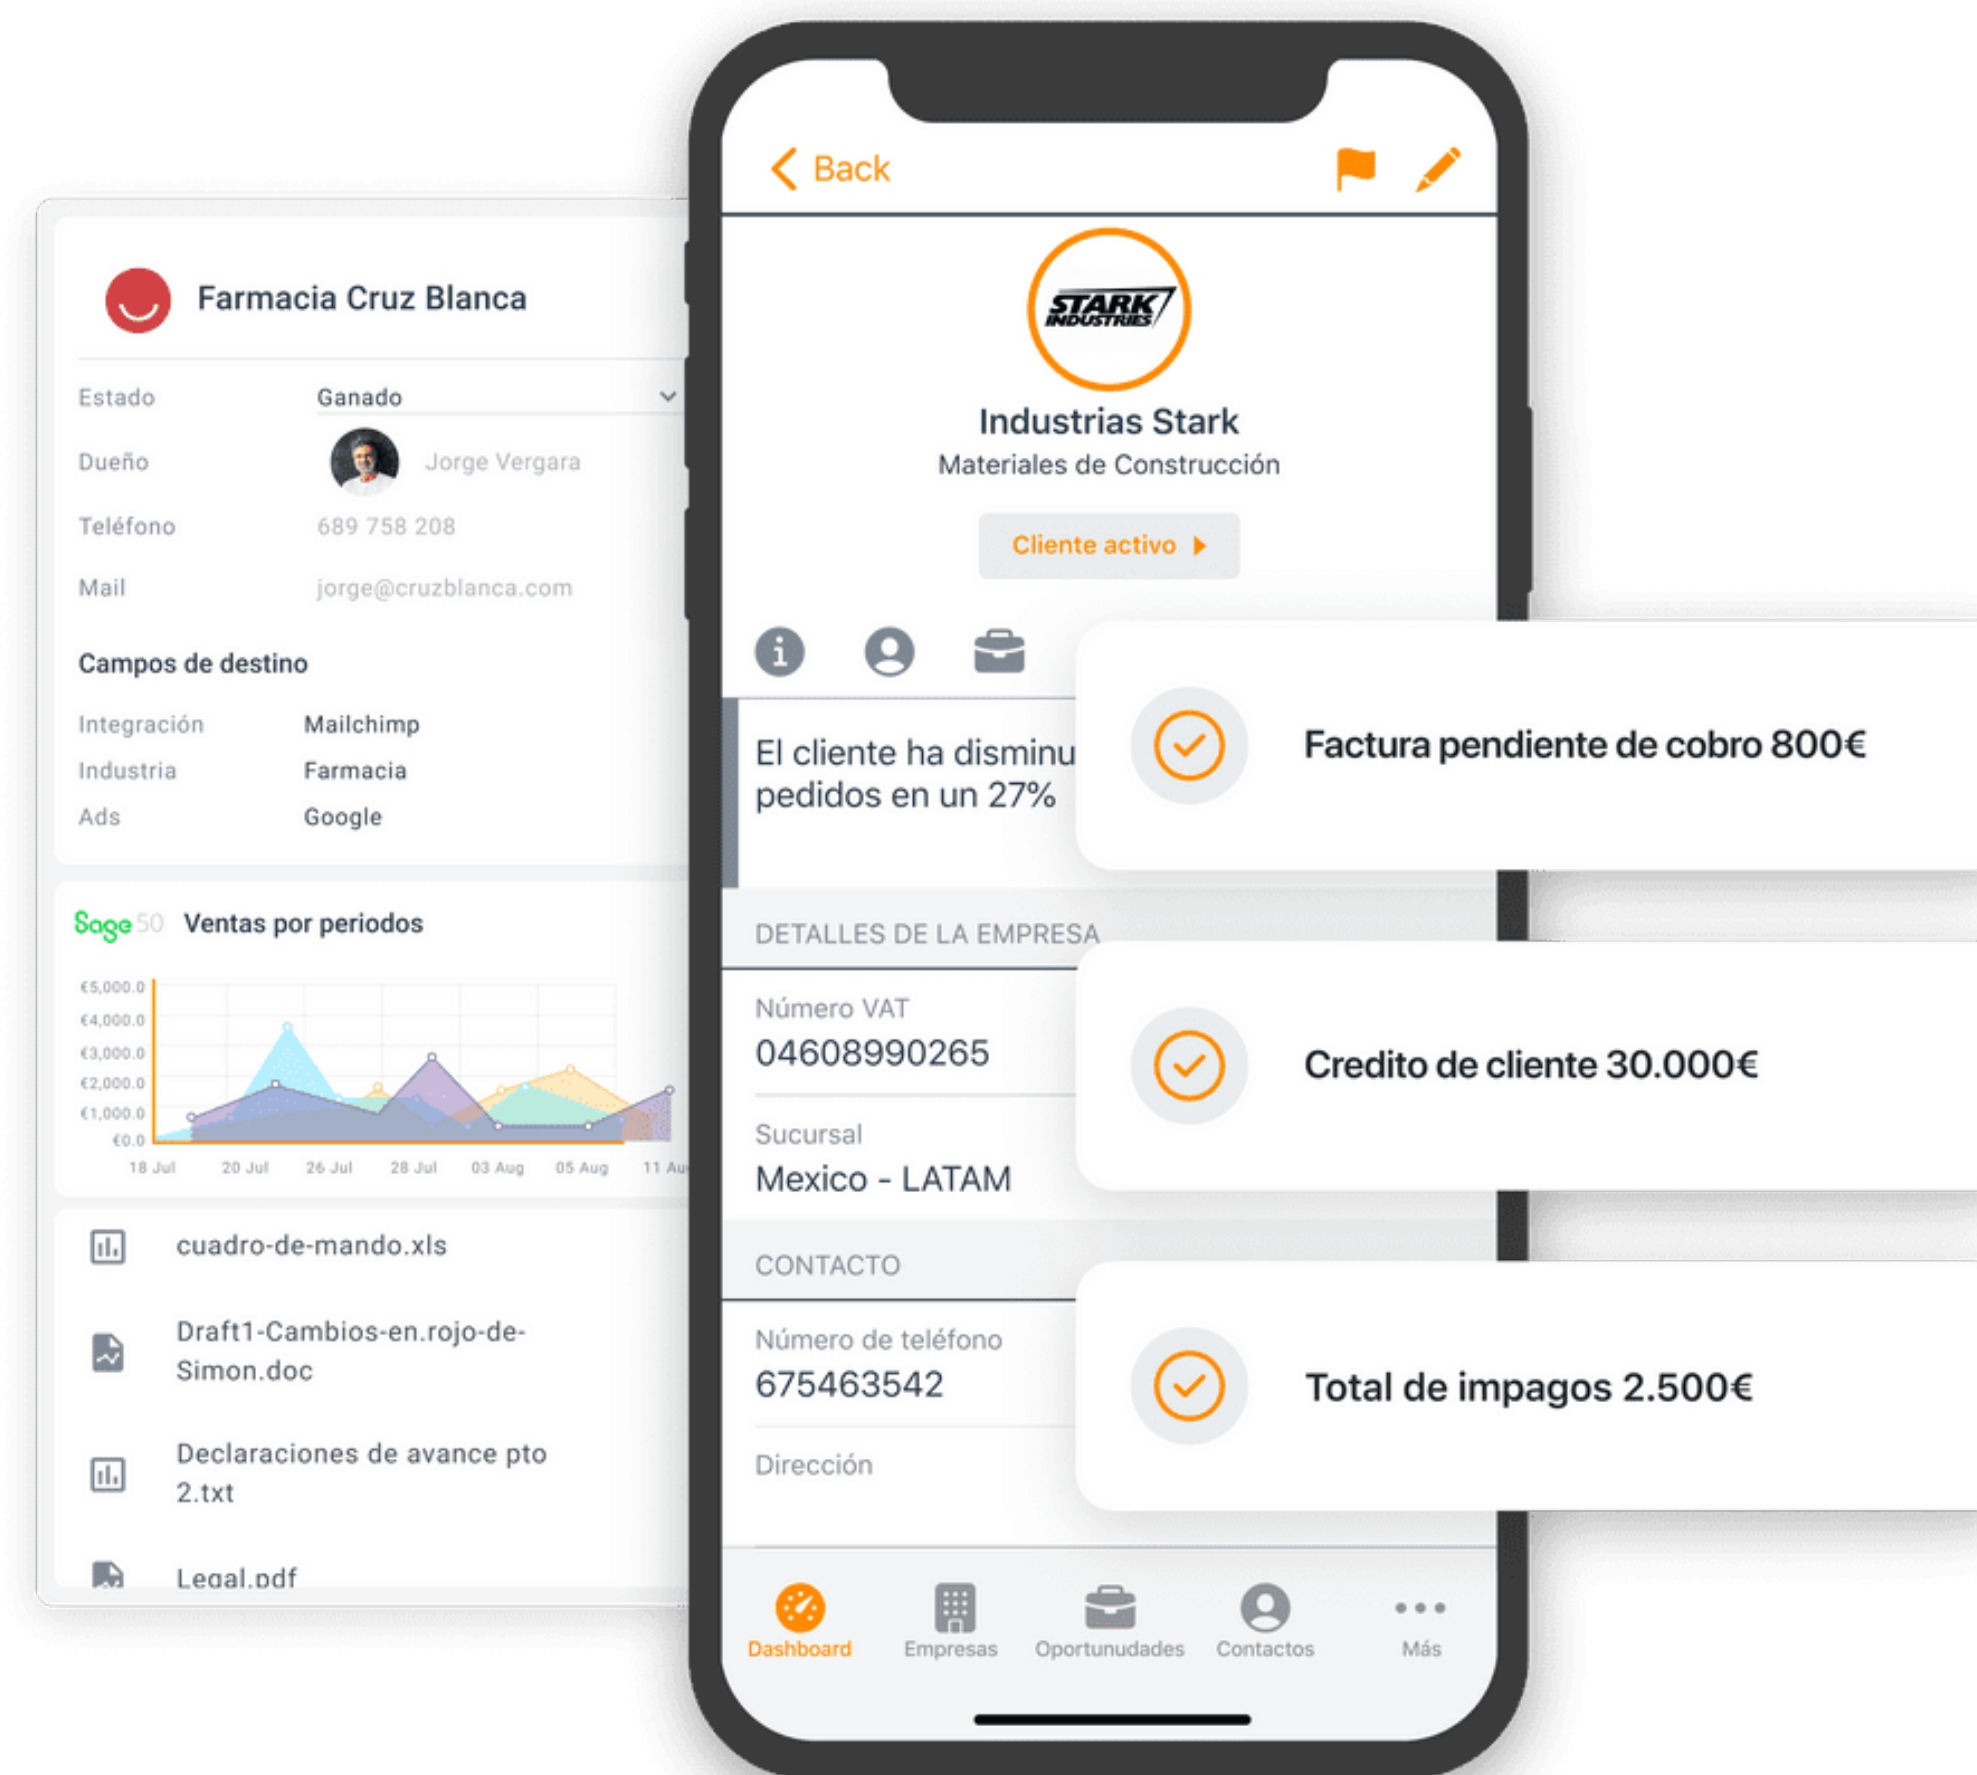 Farmacia Cruz Blanca
Estado Ganado
Dueño Jorge Vergara
Teléfono 689 758 208
Mail jorge@cruzblanca.com
Campos de destino
Integración Mailchimp
Industria Farmacia
Ads Google
Sage 50 Ventas por periodos
€5,000.0
€4,000.0
€3,000.0
€2,000.0
€1,000.0
€0.0
18 Jul 20 Jul 26 Jul 28 Jul 03 Aug 05 Aug 11
cuadro-de-mando.xls
Draft1-Cambios-en.rojo-de-
Simon.doc
Declaraciones de avance pto
2.txt
Legal.pdf
Back
STARK
INDUSTRIES
Industrias Stark
Materiales de Construcción
Cliente activo
El cliente ha
pedidos en un 27%
DETALLES DE LA EMPRESA
Número VAT
04608990265
Sucursal
Mexico - LATAM
CONTACTO
Número de teléfono
675463542
Dirección
Dashboard Empresas Oportunudades Contactos Más
Factura pendiente de cobro 800€
Credito de cliente 30.000€
Total de impagos 2.500€